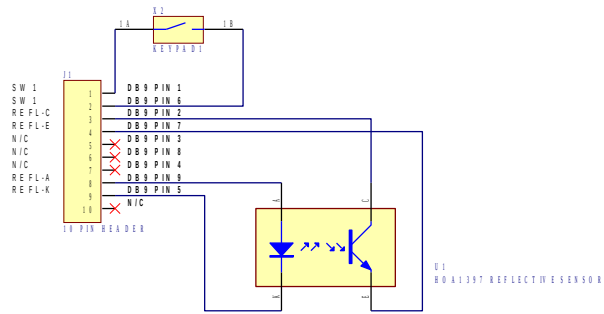 X2
1A 1B
KEYPAD1
J1
SW 1 1 DB9 PIN 1
SW 1 2 DB9 PIN 6
REFL-C 3 DB9 PIN 2
REFL-E 4 DB9 PIN 7
N/C 5 DB9 PIN 3
N/C 6 DB9 PIN 8
N/C 7 DB9 PIN 4
REFL-A 8 DB9 PIN 9
REFL-K 9 DB9 PIN 5
10 N/C
10 PIN HEADER
A C
K E
U1
HOA1397 REFLECTIVE SENSOR